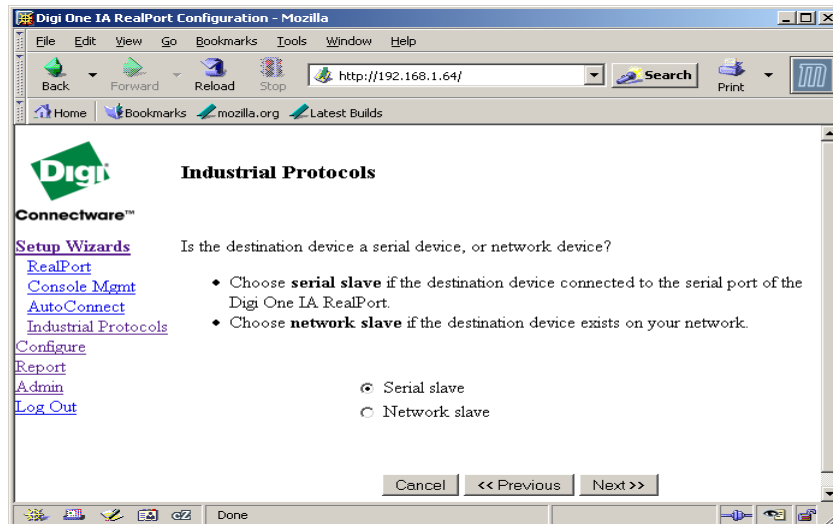 Digi One IA RealPort Configuration - Mozilla
File Edit View Go Bookmarks Tools Window Help
Back Forward Reload Stop http://192.168.1.64/ Search Print
Home Bookmarks mozilla.org Latest Builds
Digi
Connectware™
Industrial Protocols
Setup Wizards
RealPort
Console Mgmt
AutoConnect
Industrial Protocols
Configure
Report
Admin
Log Out
Is the destination device a serial device, or network device?
• Choose serial slave if the destination device connected to the serial port of the
Digi One IA RealPort.
• Choose network slave if the destination device exists on your network.
Serial slave
Network slave
Cancel << Previous Next >>
Done